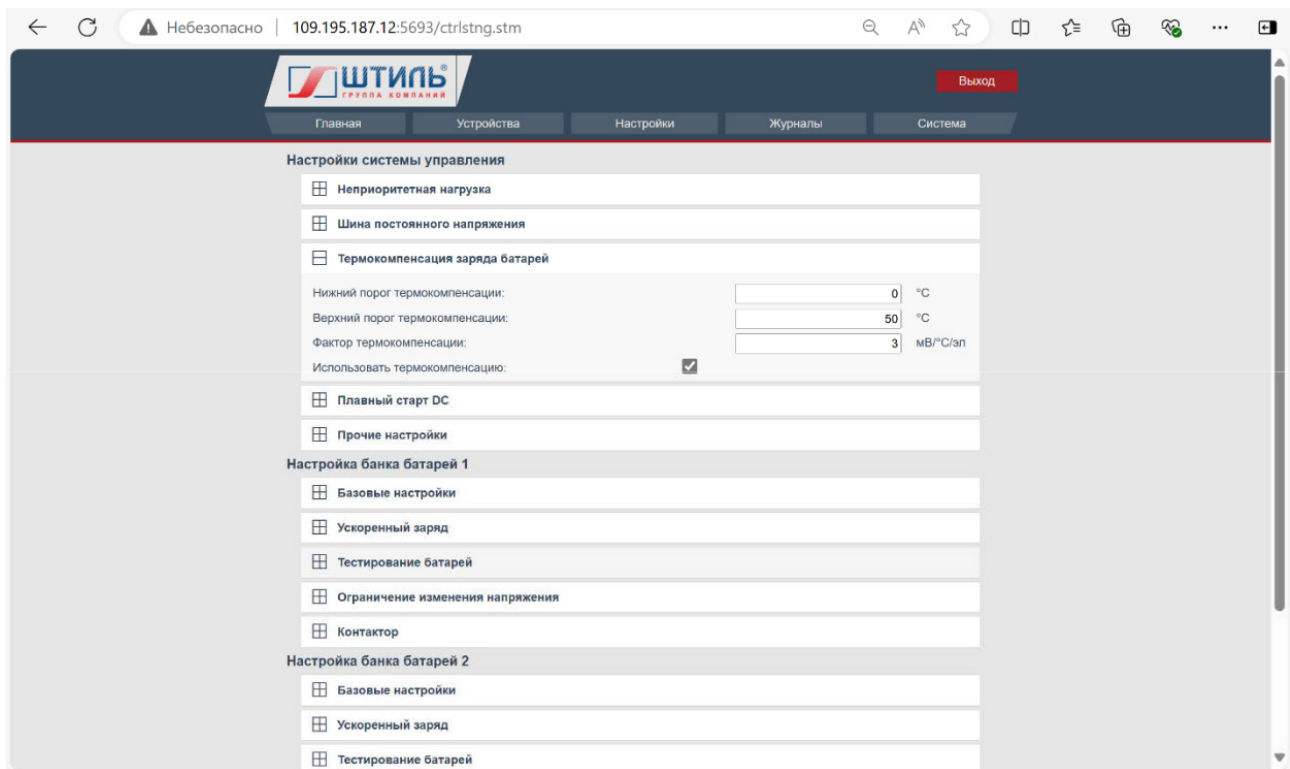 Небезопасно | 109.195.187.12:5693/ctrlstng.stm
ШТИЛЬ®
ГРУППА КОМПАНИЙ
Выход
Главная Устройства Настройки Журналы Система
Настройки системы управления
Неприоритетная нагрузка
Шина постоянного напряжения
Термокомпенсация заряда батарей
Нижний порог термокомпенсации: 0 °C
Верхний порог термокомпенсации: 50 °C
Фактор термокомпенсации: 3 мВ/°C/эл
Использовать термокомпенсацию:
Плавный старт DC
Прочие настройки
Настройка банка батарей 1
Базовые настройки
Ускоренный заряд
Тестирование батарей
Ограничение изменения напряжения
Контактор
Настройка банка батарей 2
Базовые настройки
Ускоренный заряд
Тестирование батарей